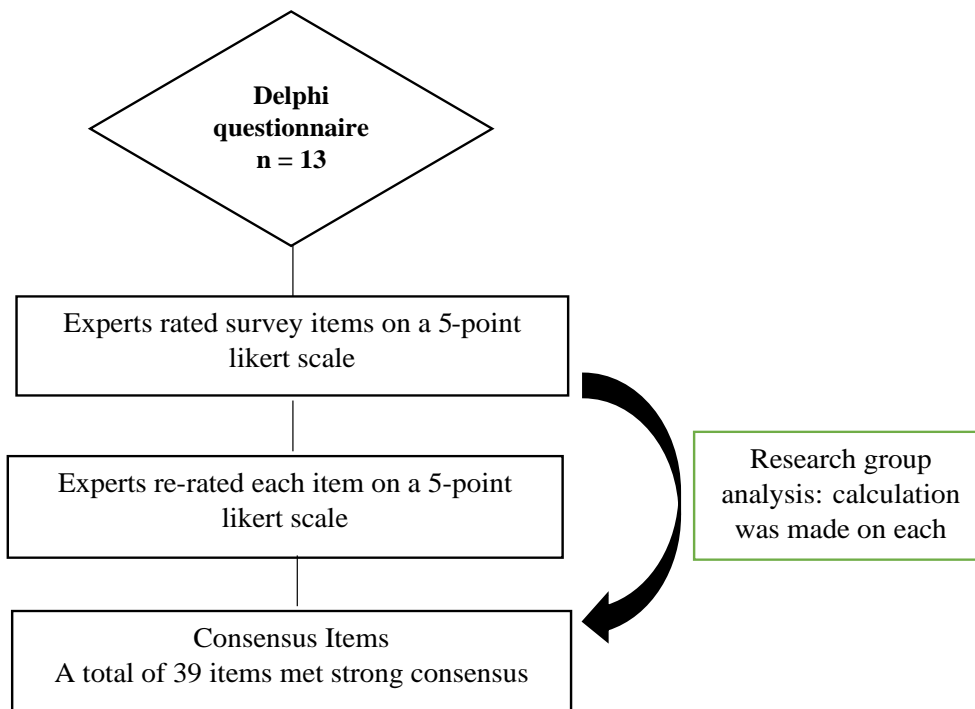 Delphi
questionnaire
n = 13
Experts rated survey items on a 5-point
likert scale
Experts re-rated each item on a 5-point
likert scale
Research group
analysis: calculation
was made on each
Consensus Items
A total of 39 items met strong consensus